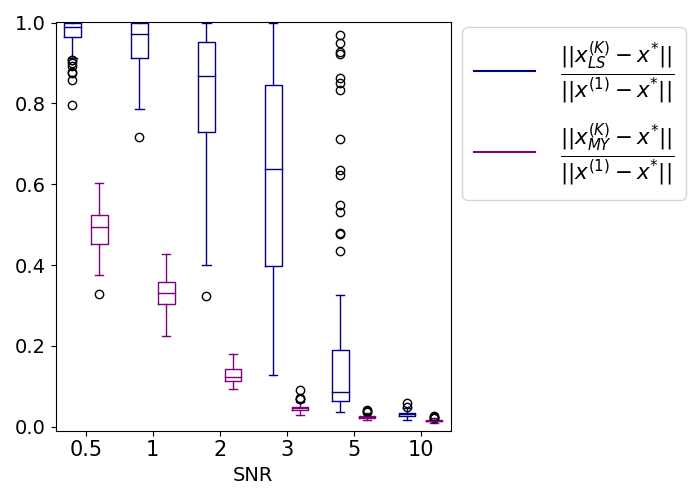 1.0
0.8
0.6
0.4
0.2
0.0
0.5 1 2 3 5 10
SNR
||x_{LS}^{(K)} − x^*||
||x^{(1)} − x^*||
||x_{MY}^{(K)} − x^*||
||x^{(1)} − x^*||